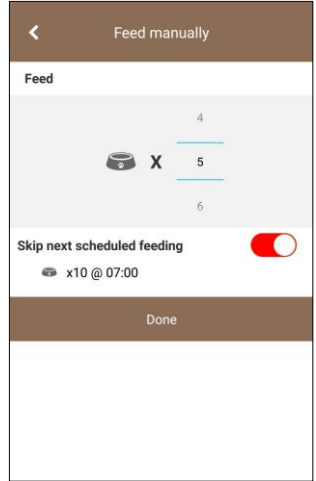 Feed manually
Feed
4
X 5
6
Skip next scheduled feeding
x10 @ 07:00
Done